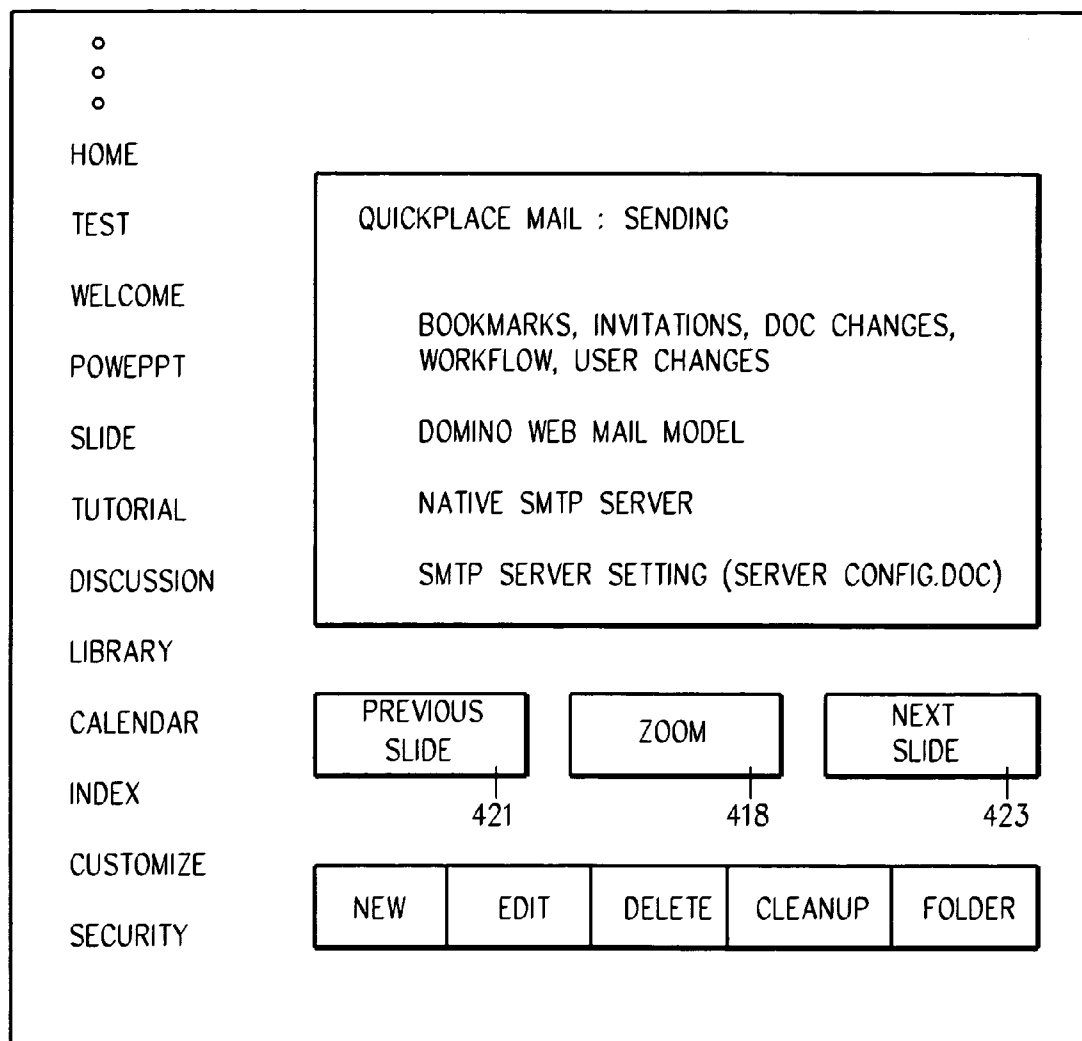 HOME
TEST
WELCOME
POWEPPT
SLIDE
TUTORIAL
DISCUSSION
LIBRARY
CALENDAR
INDEX
CUSTOMIZE
SECURITY
QUICKPLACE MAIL : SENDING
BOOKMARKS, INVITATIONS, DOC CHANGES,
WORKFLOW, USER CHANGES
DOMINO WEB MAIL MODEL
NATIVE SMTP SERVER
SMTP SERVER SETTING (SERVER CONFIG.DOC)
PREVIOUS
SLIDE
421
ZOOM
418
NEXT
SLIDE
423
NEW EDIT DELETE CLEANUP FOLDER